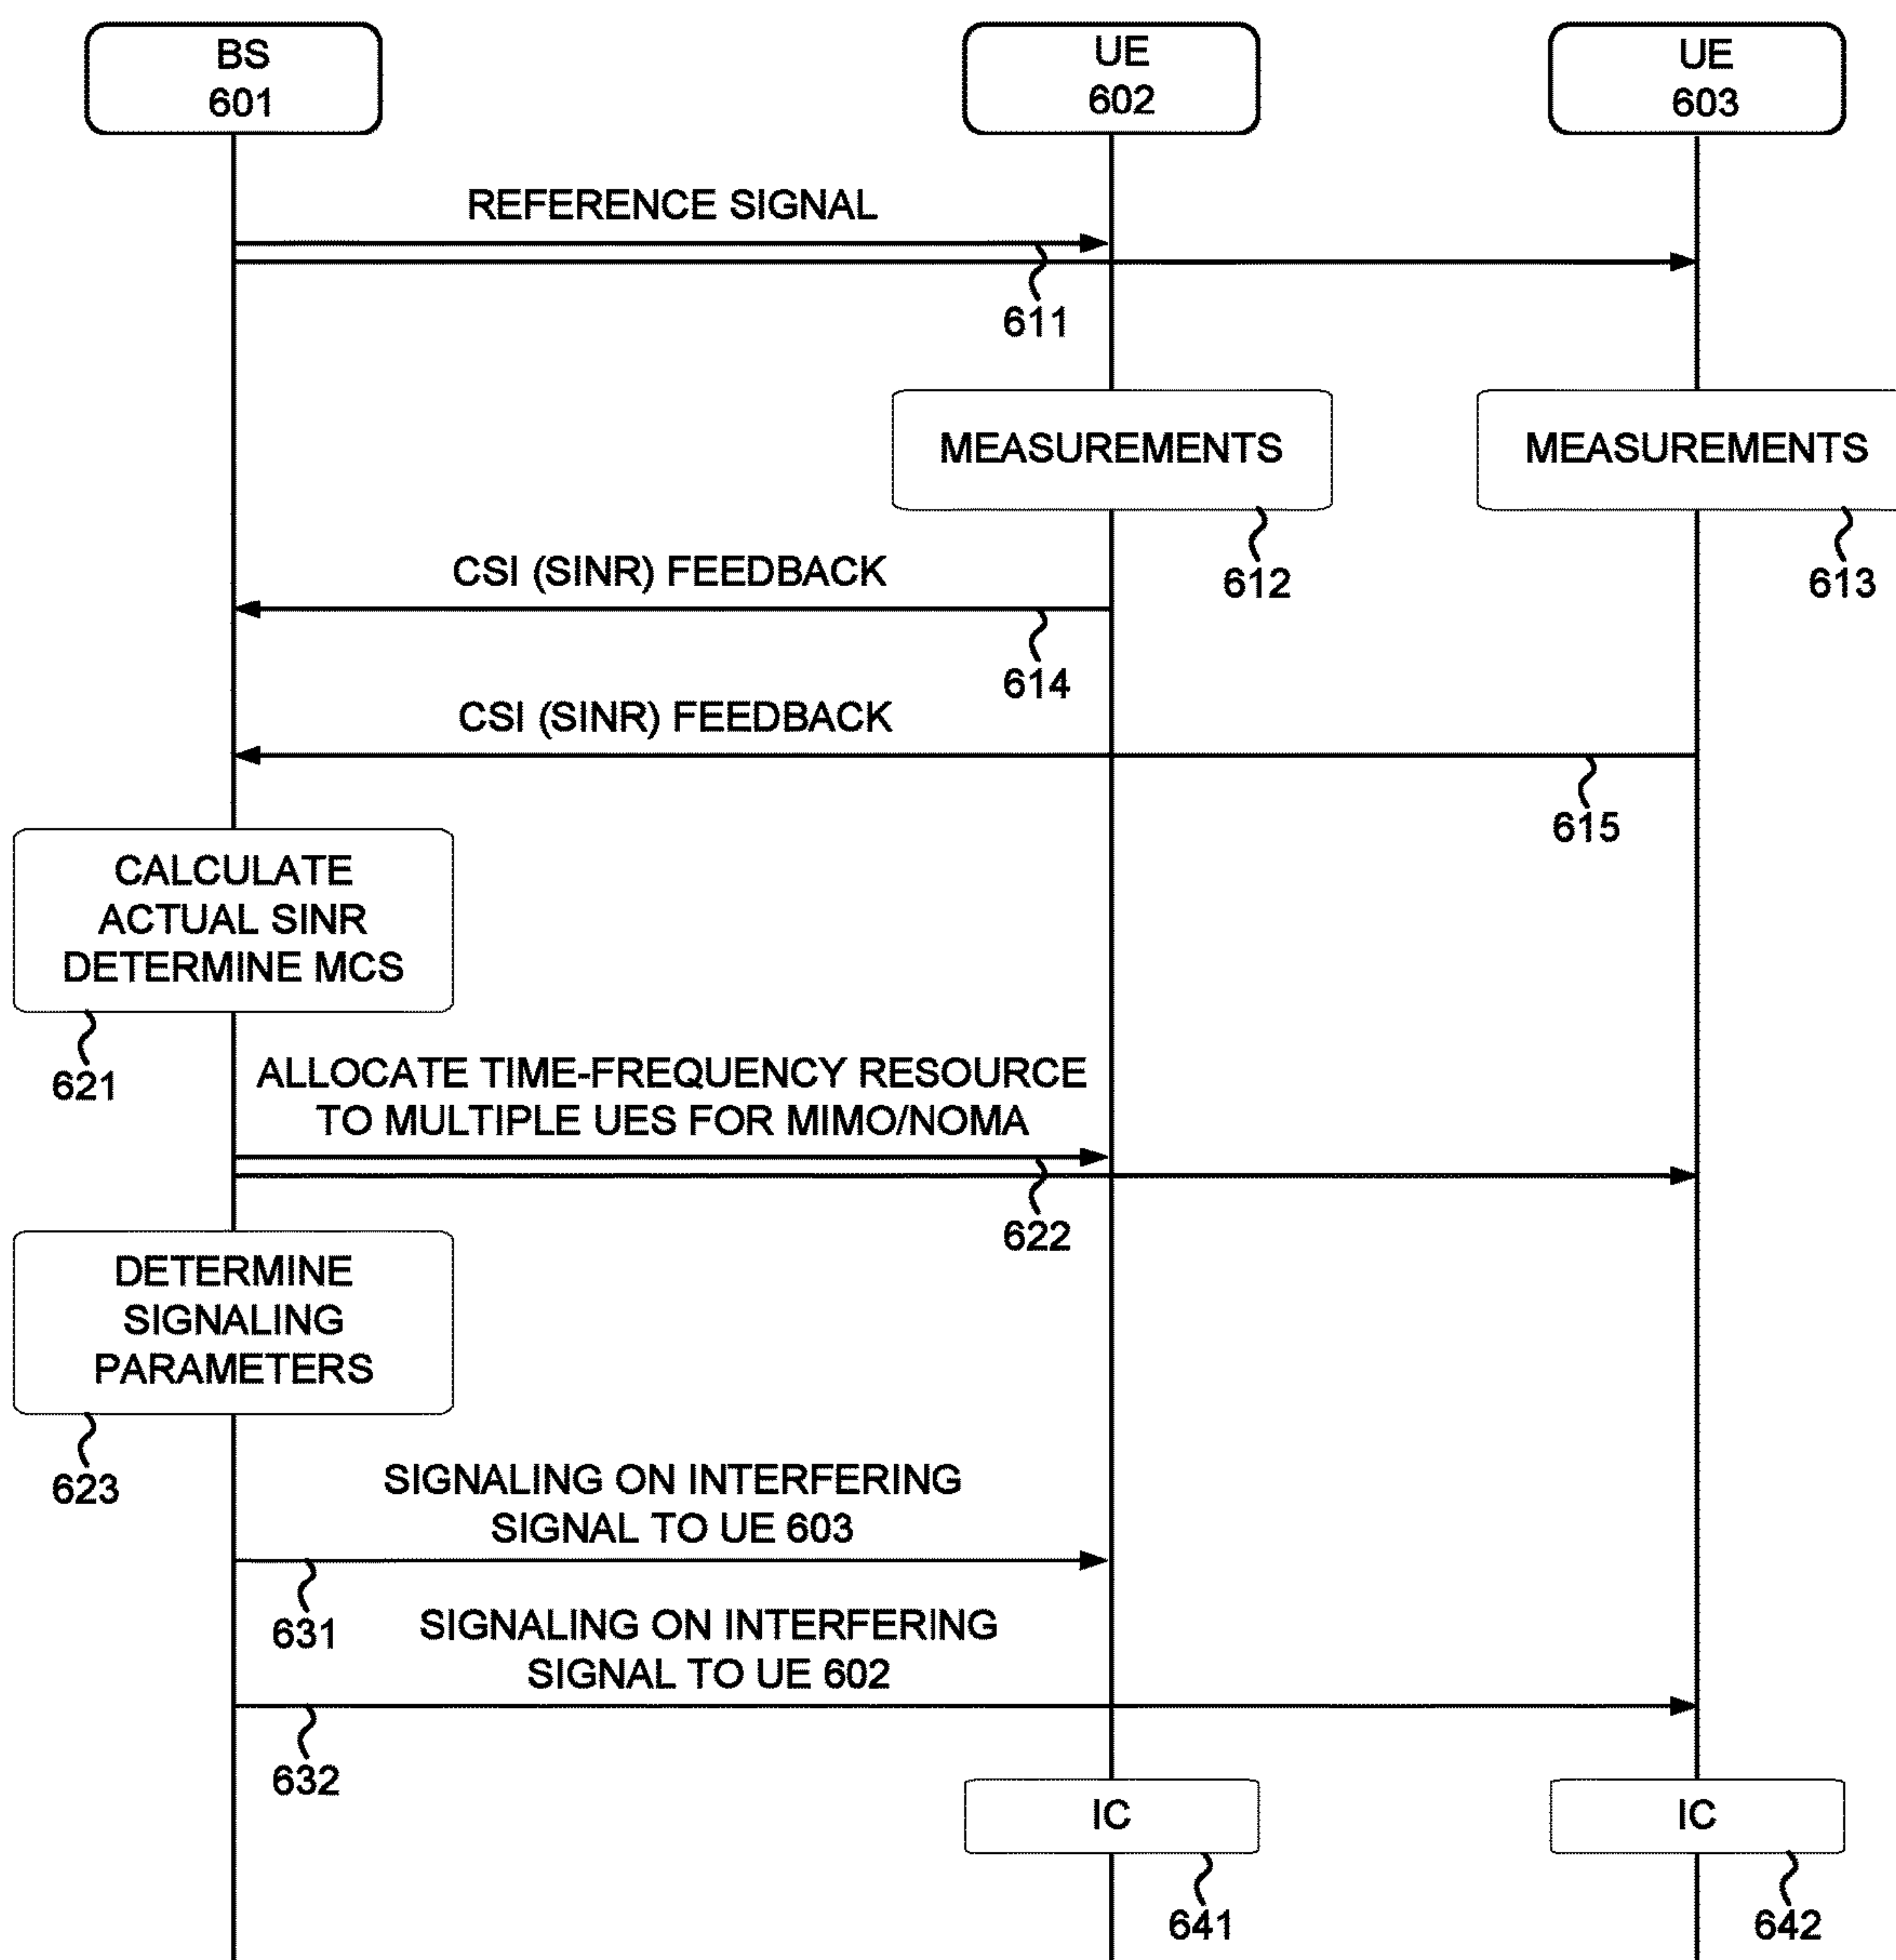 BS
601
UE
602
UE
603
REFERENCE SIGNAL
611
MEASUREMENTS
MEASUREMENTS
612
613
CSI (SINR) FEEDBACK
614
CSI (SINR) FEEDBACK
615
CALCULATE
ACTUAL SINR
DETERMINE MCS
621
ALLOCATE TIME-FREQUENCY RESOURCE
TO MULTIPLE UES FOR MIMO/NOMA
622
DETERMINE
SIGNALING
PARAMETERS
623
SIGNALING ON INTERFERING
SIGNAL TO UE 603
631
SIGNALING ON INTERFERING
SIGNAL TO UE 602
632
IC
IC
641
642